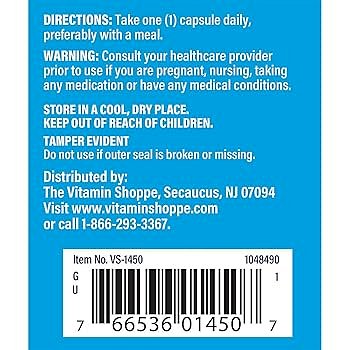 DIRECTIONS: Take one (1) capsule daily,
preferably with a meal.
WARNING: Consult your healthcare provider
prior to use if you are pregnant, nursing, taking
any medication or have any medical conditions.
STORE IN A COOL, DRY PLACE.
KEEP OUT OF REACH OF CHILDREN.
TAMPER EVIDENT
Do not use if outer seal is broken or missing.
Distributed by:
The Vitamin Shoppe, Secaucus, NJ 07094
Visit www.vitaminshoppe.com
or call 1-866-293-3367.
Item No. VS-1450 1048490
G 1
U
7 66536 01450 7